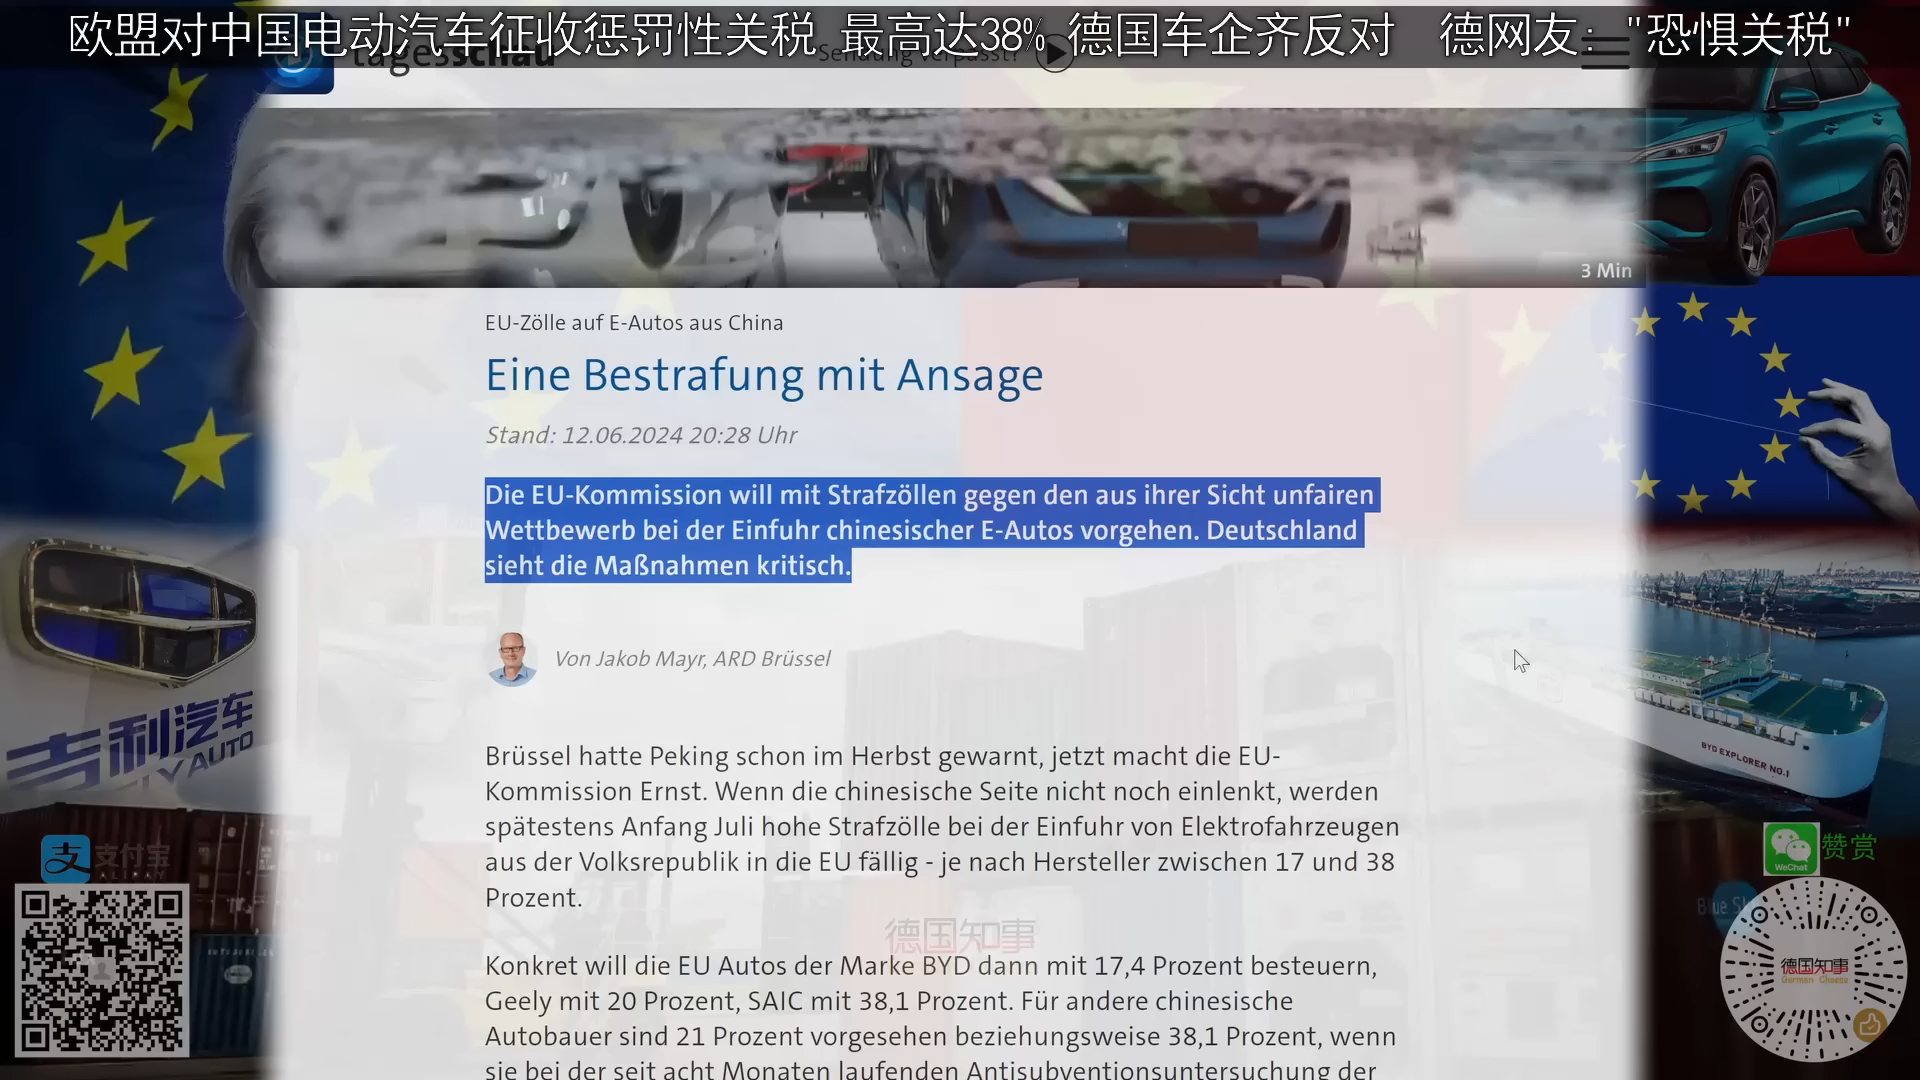 欧盟对中国电动汽车征收惩罚性关税 最高达38% 德国车企齐反对 德网友："恐惧关税"
tagesschau
Sendung verpasst?
3 Min
EU-Zölle auf E-Autos aus China
Eine Bestrafung mit Ansage
Stand: 12.06.2024 20:28 Uhr
Die EU-Kommission will mit Strafzöllen gegen den aus ihrer Sicht unfairen
Wettbewerb bei der Einfuhr chinesischer E-Autos vorgehen. Deutschland
sieht die Maßnahmen kritisch.
Von Jakob Mayr, ARD Brüssel
吉利汽车
LY AUTO
BYD EXPLORER NO.1
Brüssel hatte Peking schon im Herbst gewarnt, jetzt macht die EU-
Kommission Ernst. Wenn die chinesische Seite nicht noch einlenkt, werden
spätestens Anfang Juli hohe Strafzölle bei der Einfuhr von Elektrofahrzeugen
aus der Volksrepublik in die EU fällig - je nach Hersteller zwischen 17 und 38
Prozent.
支付宝
ALIPAY
WeChat
赞赏
德国知事
德国知事
German Cheese
Konkret will die EU Autos der Marke BYD dann mit 17,4 Prozent besteuern,
Geely mit 20 Prozent, SAIC mit 38,1 Prozent. Für andere chinesische
Autobauer sind 21 Prozent vorgesehen beziehungsweise 38,1 Prozent, wenn
sie bei der seit acht Monaten laufenden Antisubventionsuntersuchung der